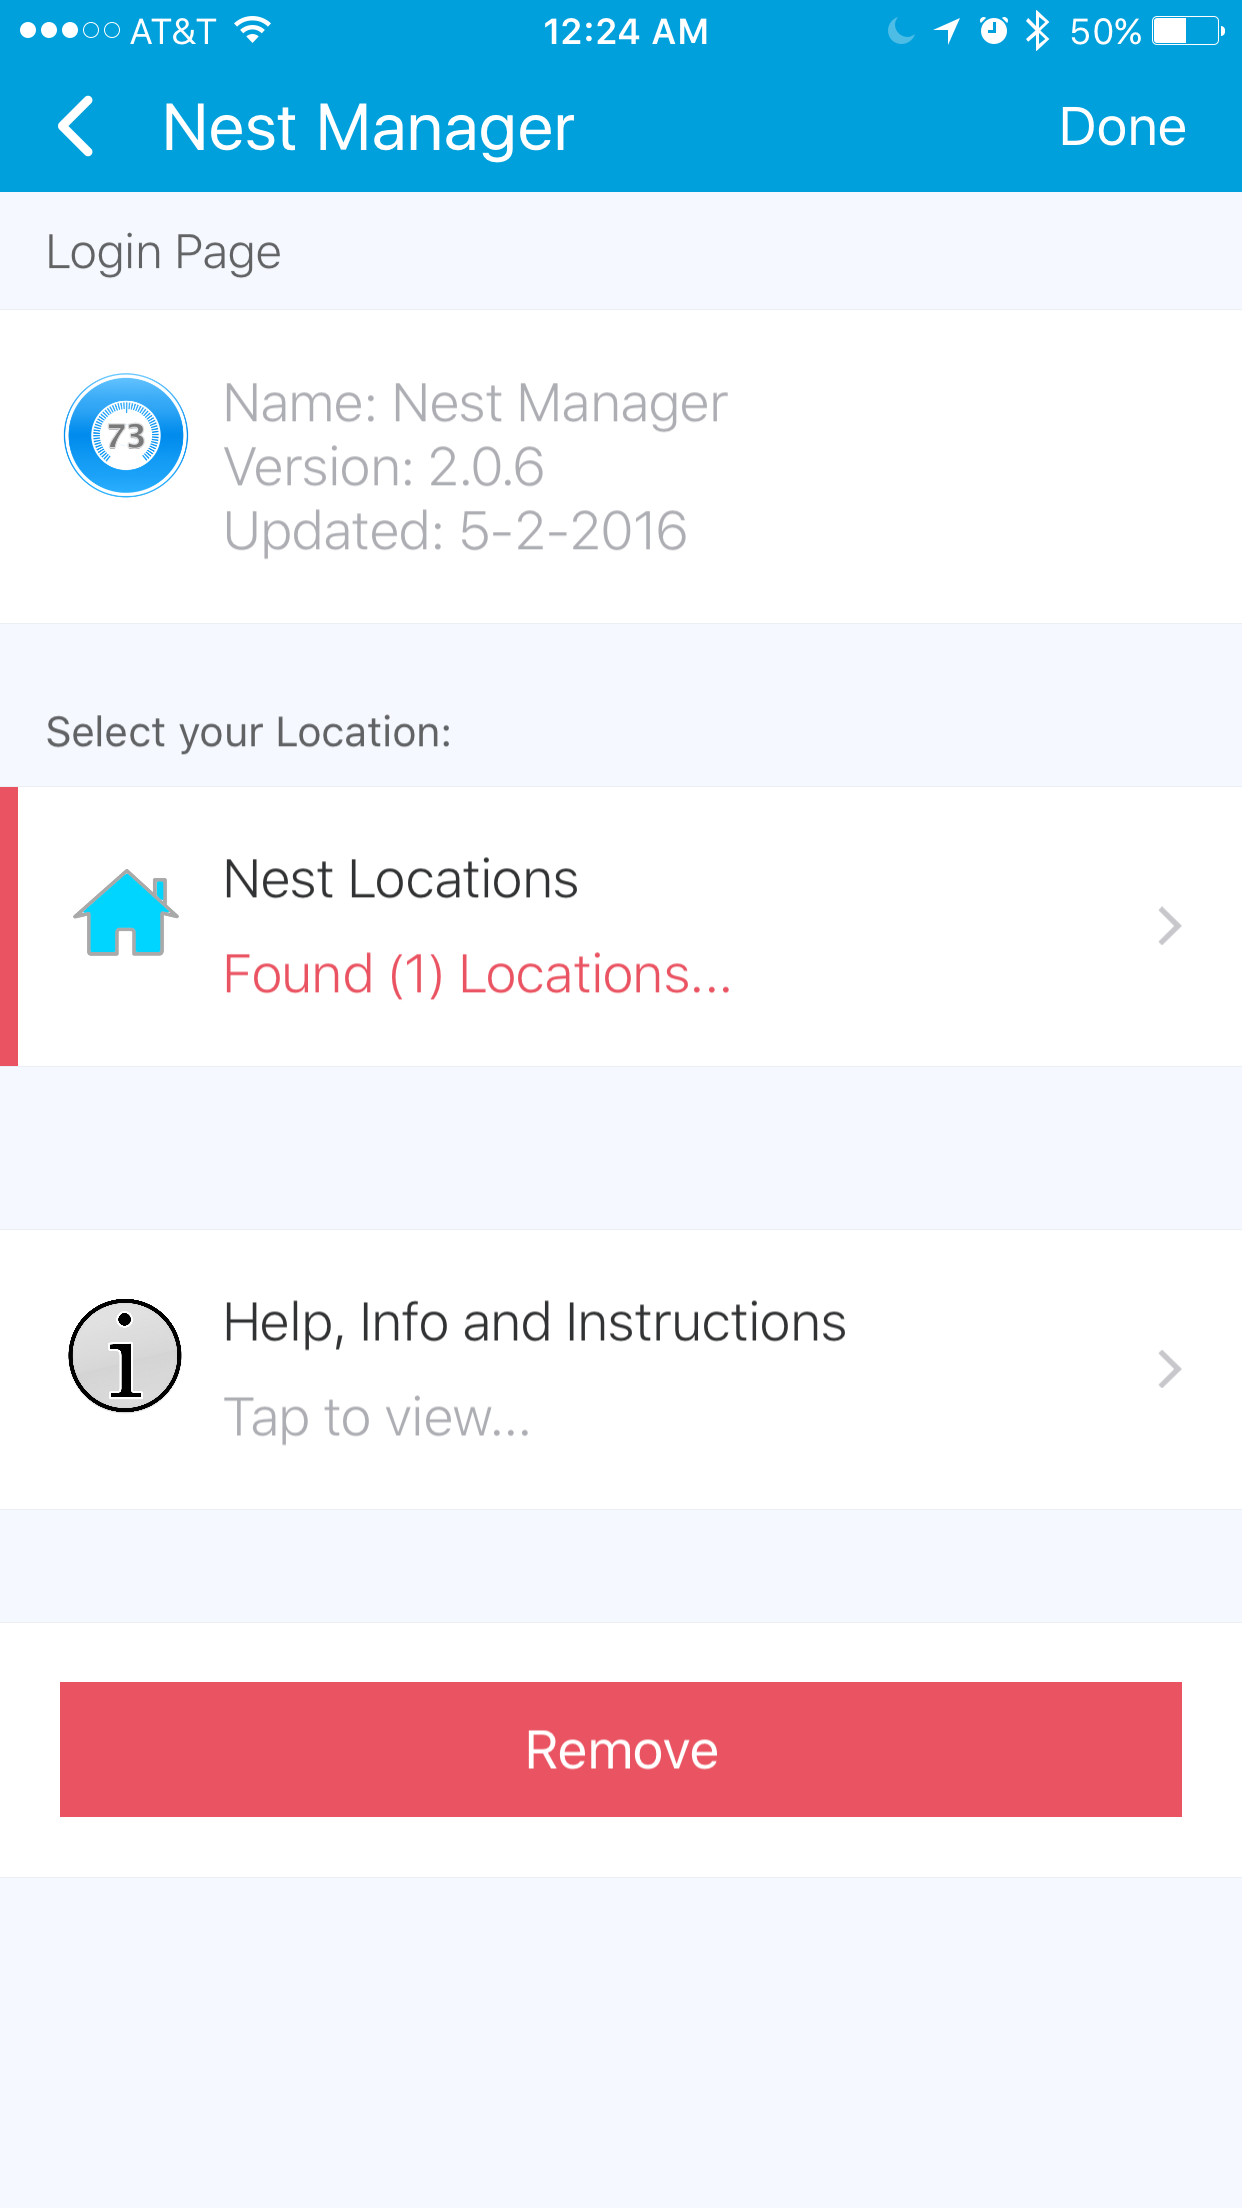 AT&T 12:24 AM 50%
Nest Manager Done
Login Page
73
Name: Nest Manager
Version: 2.0.6
Updated: 5-2-2016
Select your Location:
Nest Locations
Found (1) Locations...
Help, Info and Instructions
Tap to view...
Remove